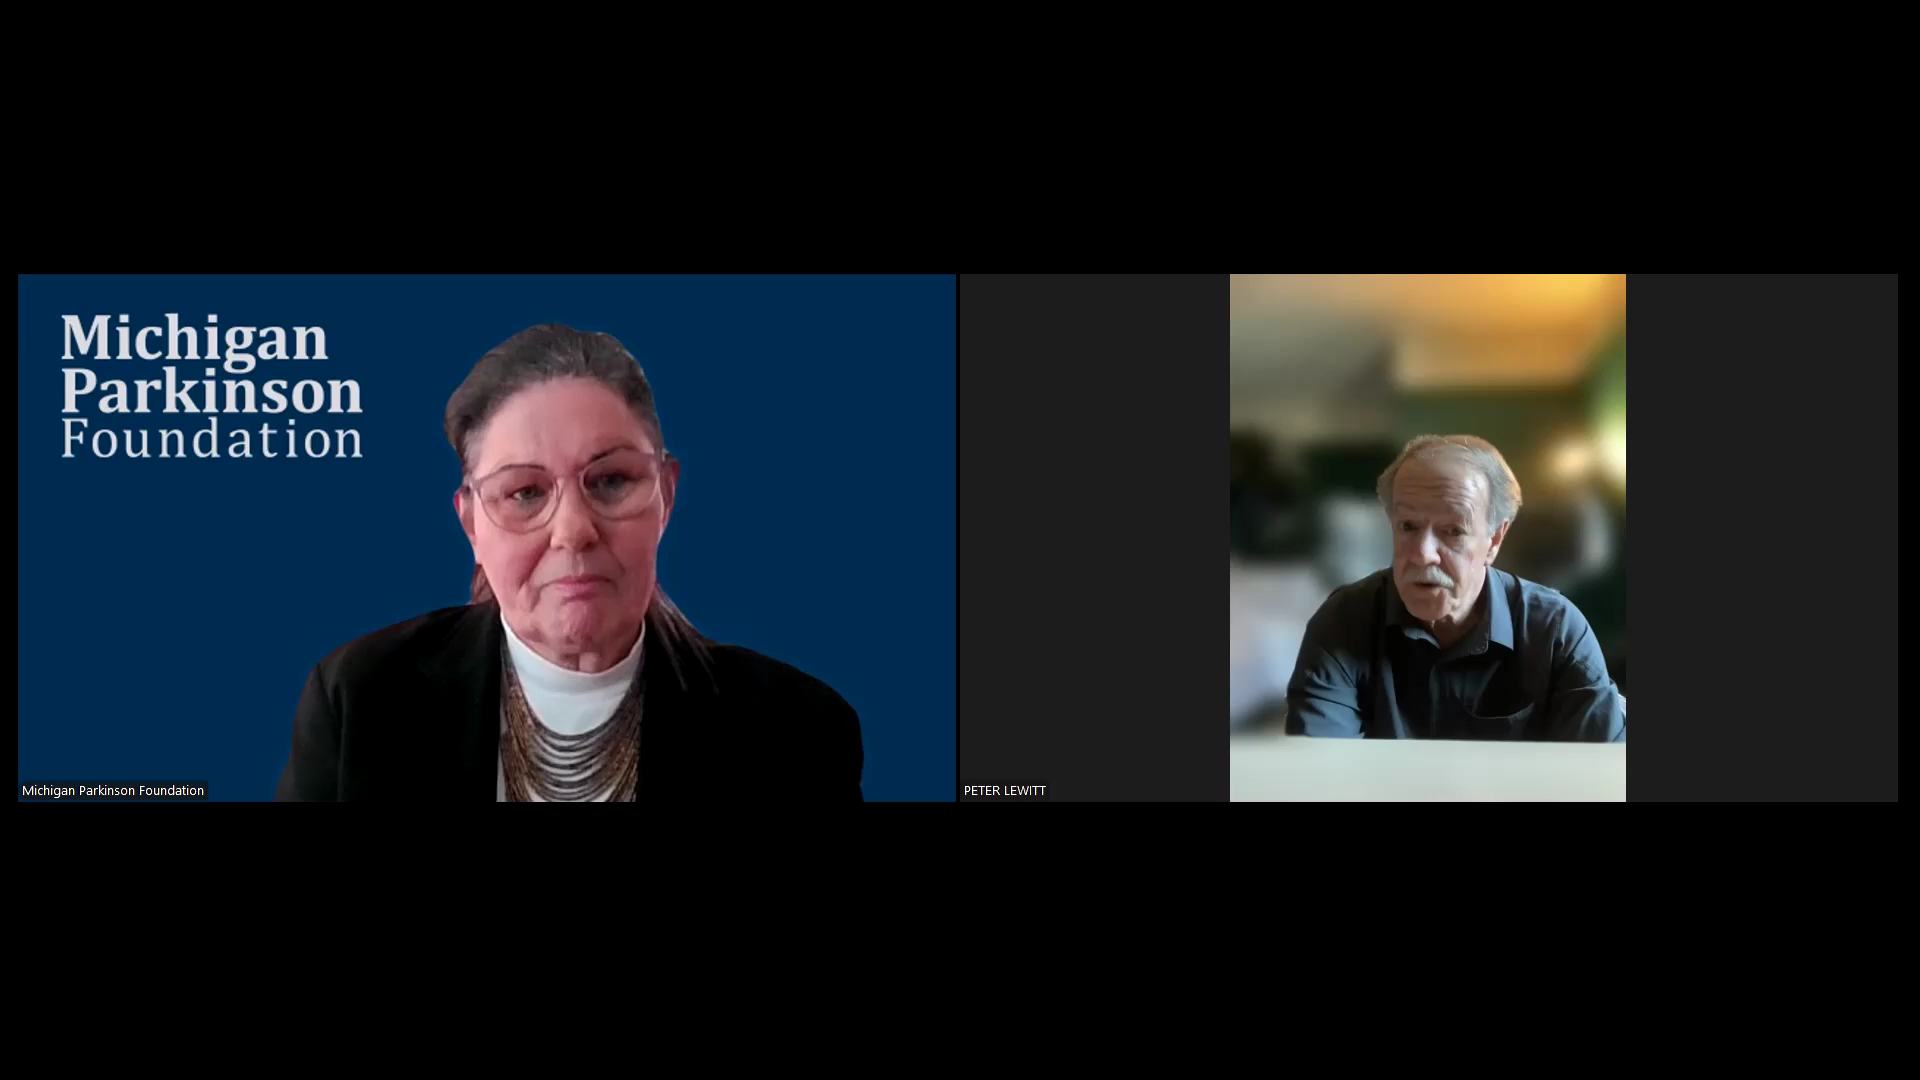 Michigan
Parkinson
Foundation
Michigan Parkinson Foundation
PETER LEWITT